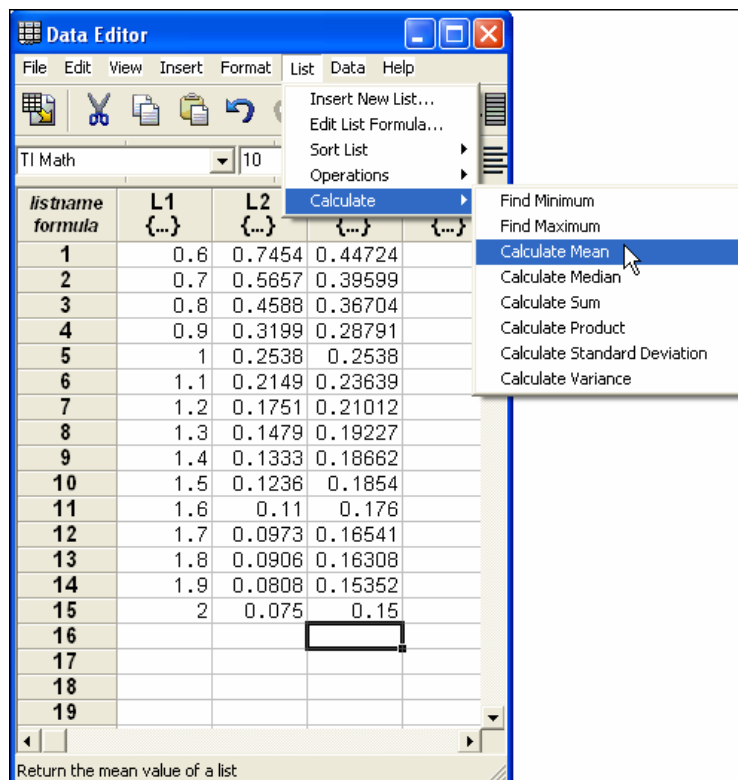 Data Editor
File Edit View Insert Format List Data Help
Insert New List...
Edit List Formula...
Sort List
Operations
Calculate
TI Math 10
Find Minimum
Find Maximum
Calculate Mean
Calculate Median
Calculate Sum
Calculate Product
Calculate Standard Deviation
Calculate Variance
listname L1 L2
formula {...} {...} {...} {...}
1 0.6 0.7454 0.44724
2 0.7 0.5657 0.39599
3 0.8 0.4588 0.36704
4 0.9 0.3199 0.28791
5 1 0.2538 0.2538
6 1.1 0.2149 0.23639
7 1.2 0.1751 0.21012
8 1.3 0.1479 0.19227
9 1.4 0.1333 0.18662
10 1.5 0.1236 0.1854
11 1.6 0.11 0.176
12 1.7 0.0973 0.16541
13 1.8 0.0906 0.16308
14 1.9 0.0808 0.15352
15 2 0.075 0.15
16
17
18
19
Return the mean value of a list